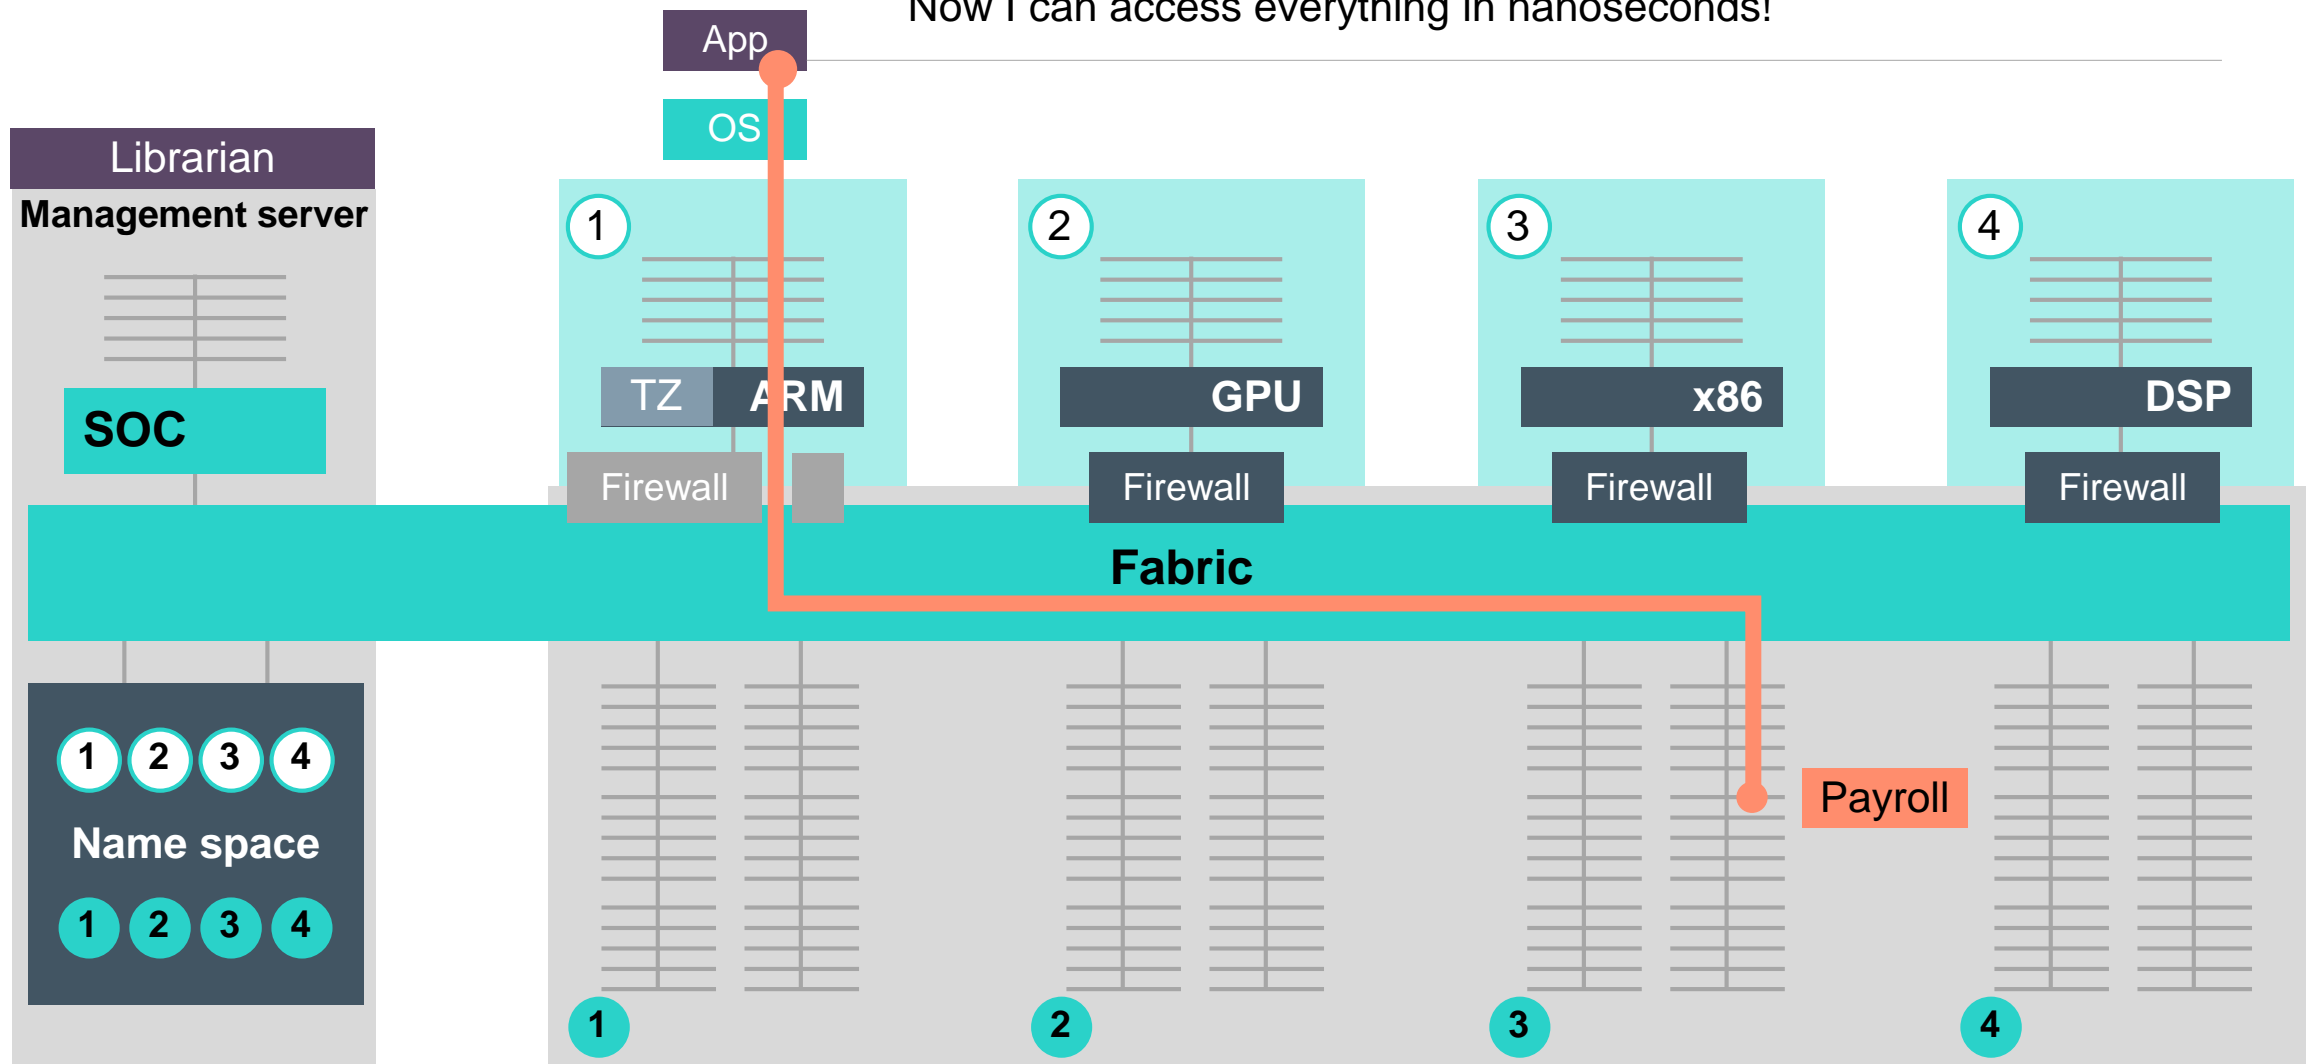 Now I can access everything in nanoseconds!
App
OS
Librarian
Management server
1
2
3
4
TZ
ARM
GPU
x86
DSP
SOC
Firewall
Firewall
Firewall
Firewall
Fabric
1 2 3 4
Name space
1 2 3 4
Payroll
1
2
3
4